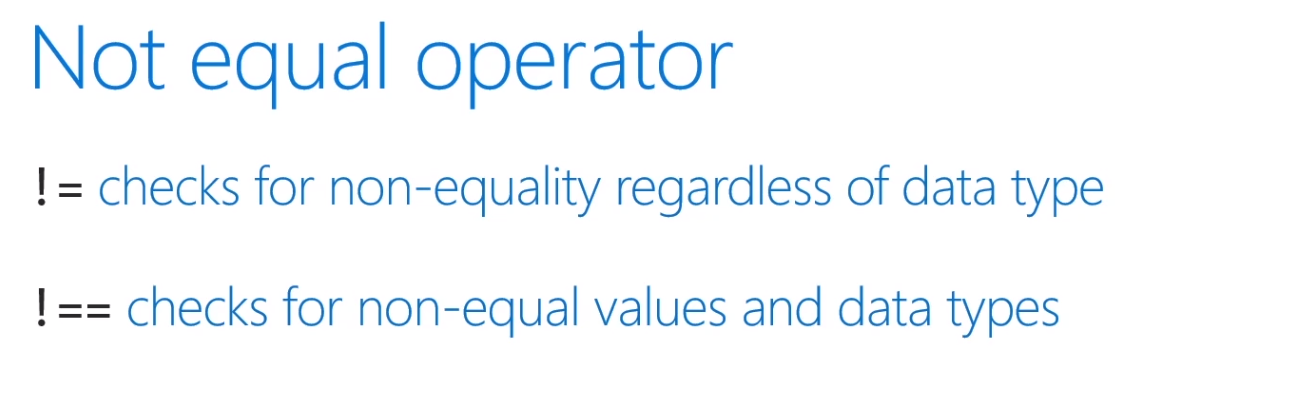 Not equal operator
!= checks for non-equality regardless of data type
!== checks for non-equal values and data types